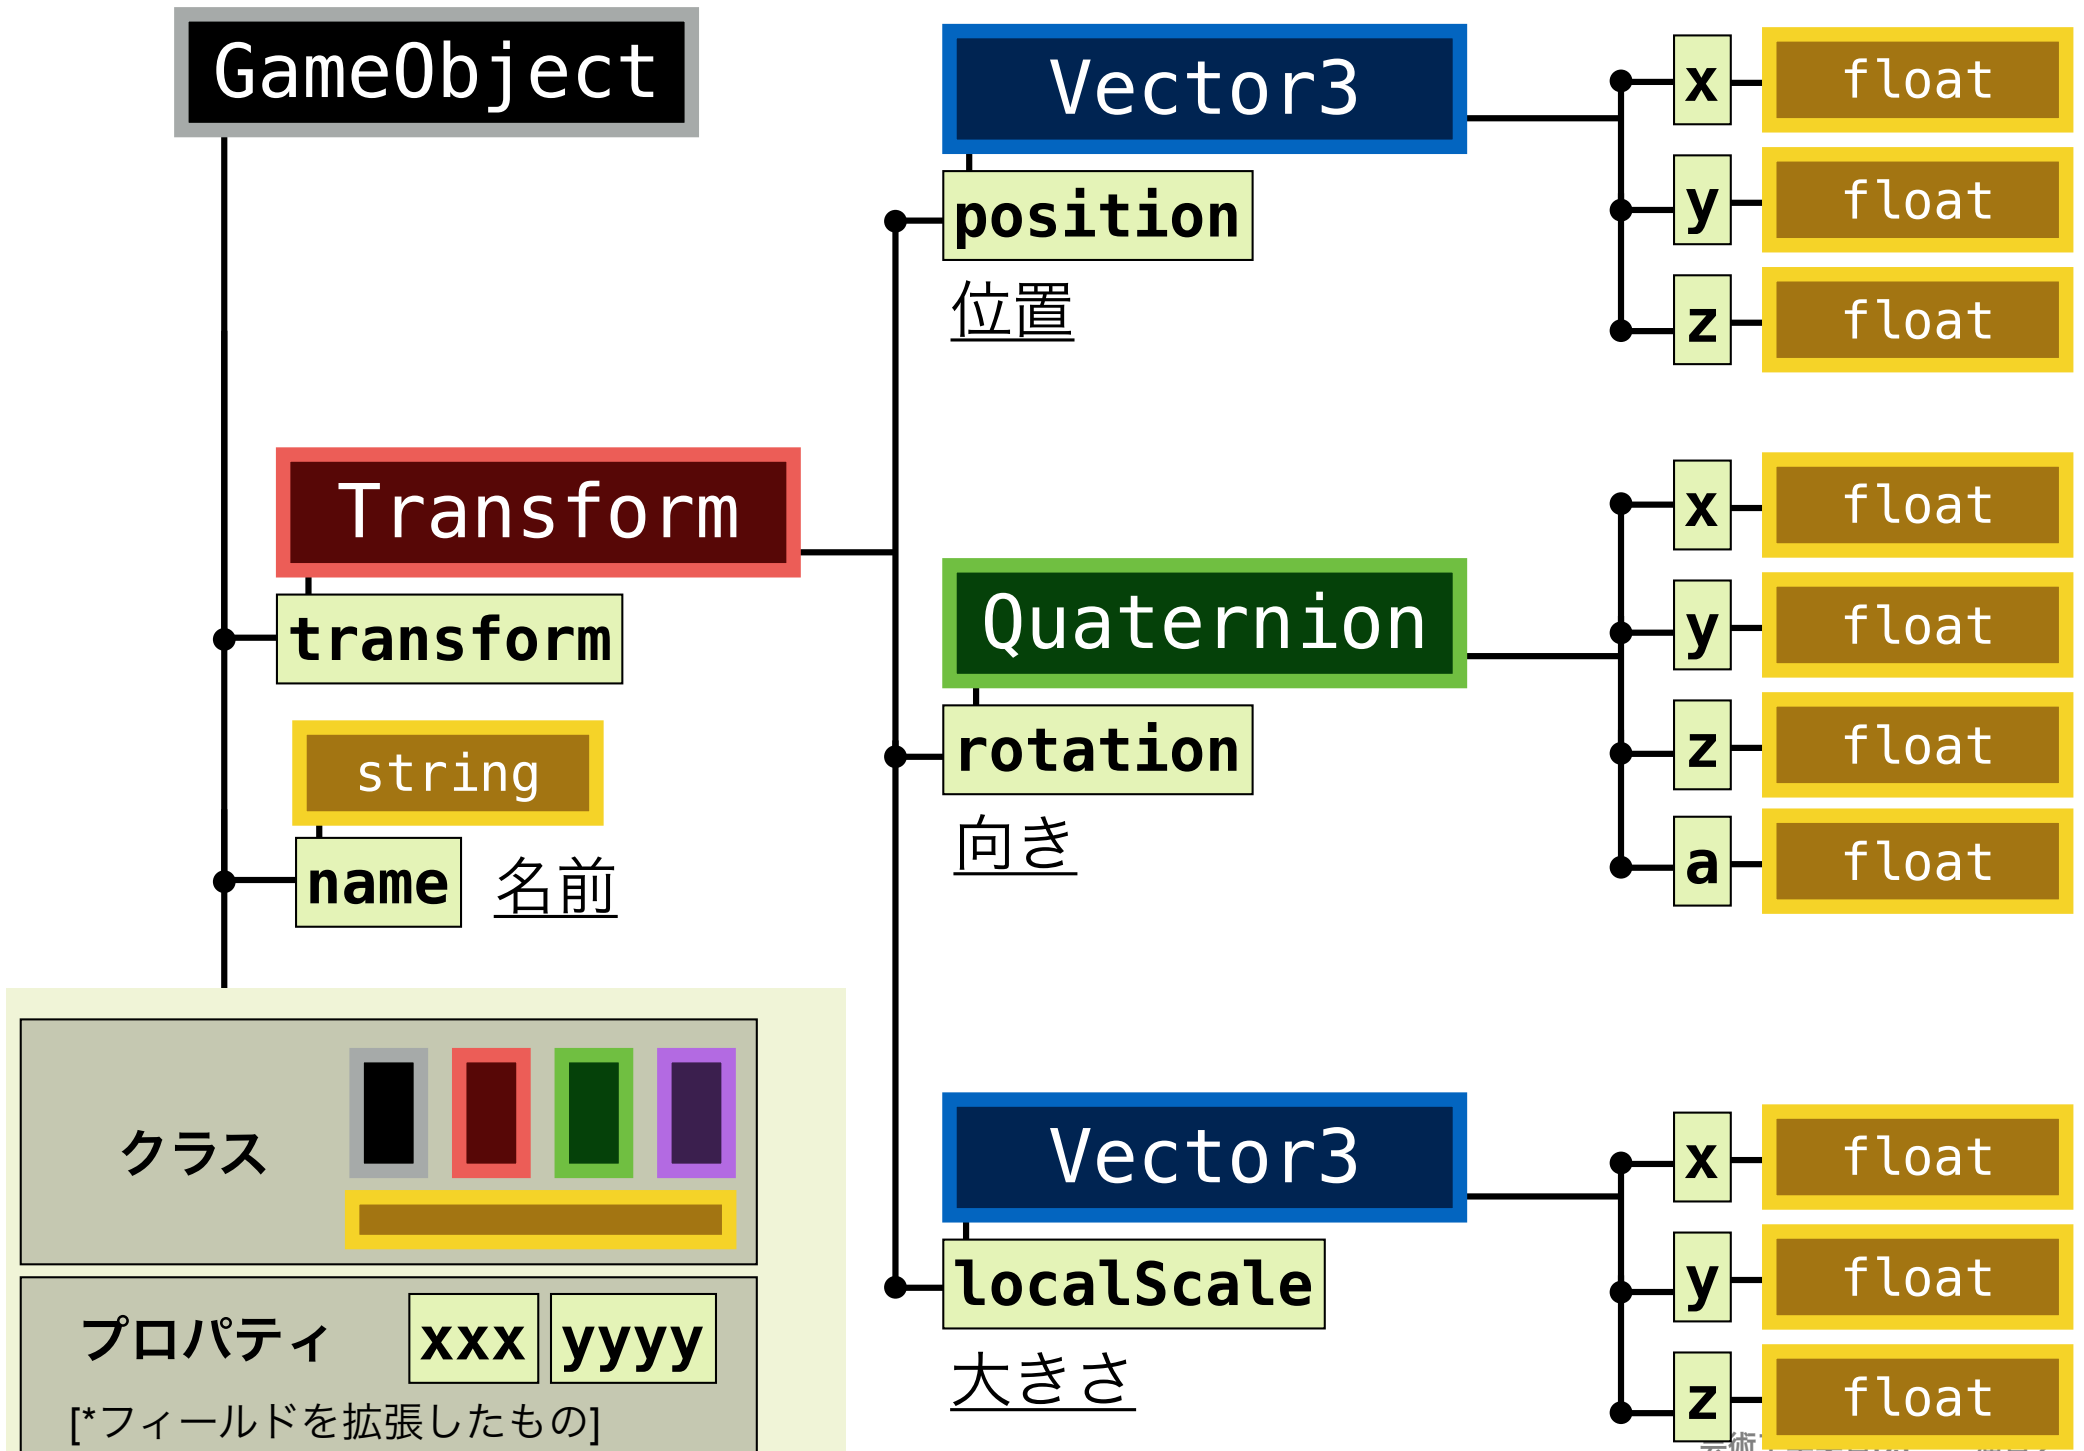 GameObject
Transform
transform
string
name
名前
Vector3
position
位置
x
float
y
float
z
float
Quaternion
rotation
向き
x
float
y
float
z
float
a
float
Vector3
localScale
大きさ
x
float
y
float
z
float
クラス
プロパティ
xxx
yyyy
[*フィールドを拡張したもの]